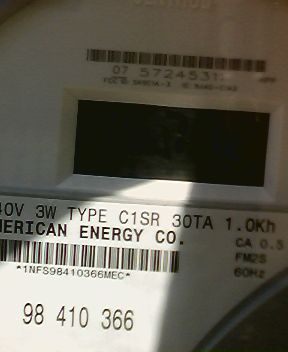 07 5724531
40V 3W TYPE C1SR 30TA 1.0Kh
MERICAN ENERGY CO.
CA 0.5
FM2S
60Hz
*1NFS98410366MEC*
98 410 366